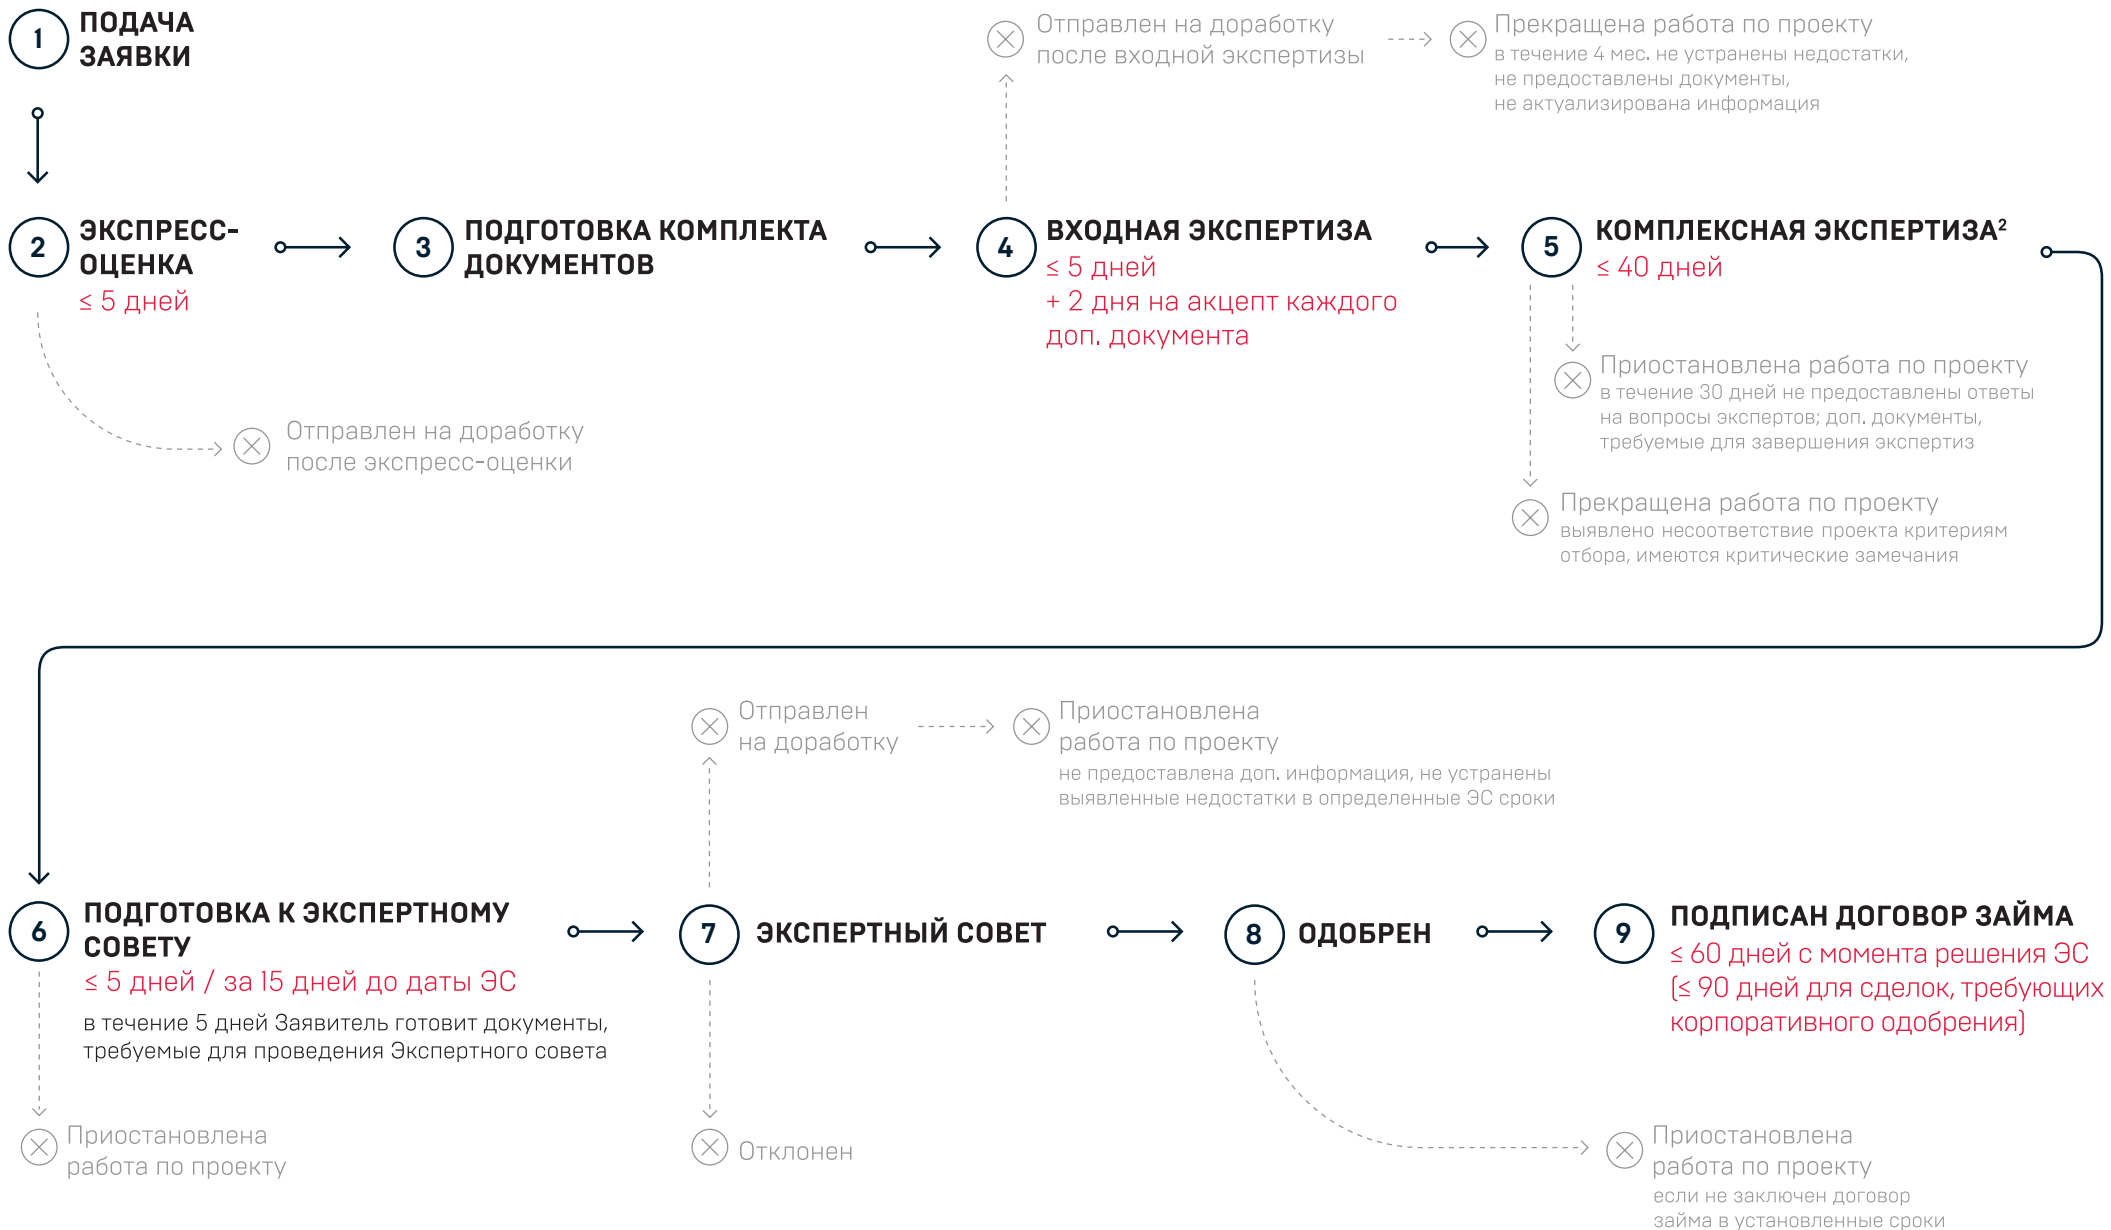 1
ПОДАЧА
ЗАЯВКИ
Отправлен на доработку
после входной экспертизы
Прекращена работа по проекту
в течение 4 мес. не устранены недостатки,
не предоставлены документы,
не актуализирована информация
2
ЭКСПРЕСС-
ОЦЕНКА
≤ 5 дней
3
ПОДГОТОВКА КОМПЛЕКТА
ДОКУМЕНТОВ
4
ВХОДНАЯ ЭКСПЕРТИЗА
≤ 5 дней
+ 2 дня на акцепт каждого
доп. документа
5
КОМПЛЕКСНАЯ ЭКСПЕРТИЗА²
≤ 40 дней
Приостановлена работа по проекту
в течение 30 дней не предоставлены ответы
на вопросы экспертов; доп. документы,
требуемые для завершения экспертиз
Отправлен на доработку
после экспресс-оценки
Прекращена работа по проекту
выявлено несоответствие проекта критериям
отбора, имеются критические замечания
Отправлен
на доработку
Приостановлена
работа по проекту
не предоставлена доп. информация, не устранены
выявленные недостатки в определенные ЭС сроки
6
ПОДГОТОВКА К ЭКСПЕРТНОМУ
СОВЕТУ
≤ 5 дней / за 15 дней до даты ЭС
в течение 5 дней Заявитель готовит документы,
требуемые для проведения Экспертного совета
7
ЭКСПЕРТНЫЙ СОВЕТ
8
ОДОБРЕН
9
ПОДПИСАН ДОГОВОР ЗАЙМА
≤ 60 дней с момента решения ЭС
(≤ 90 дней для сделок, требующих
корпоративного одобрения)
Приостановлена
работа по проекту
Отклонен
Приостановлена
работа по проекту
если не заключен договор
займа в установленные сроки